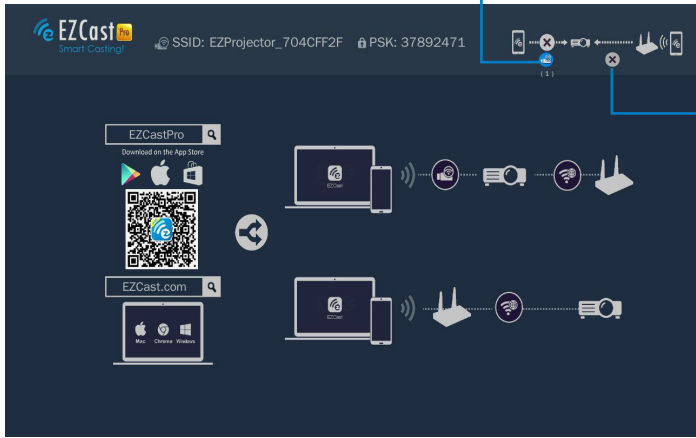 EZCast Pro
Smart Casting!
SSID: EZProjector_704CFF2F
PSK: 37892471
(1)
EZCastPro
Download on the App Store
EZCast
EZCast.com
Mac Chrome Windows
EZCast